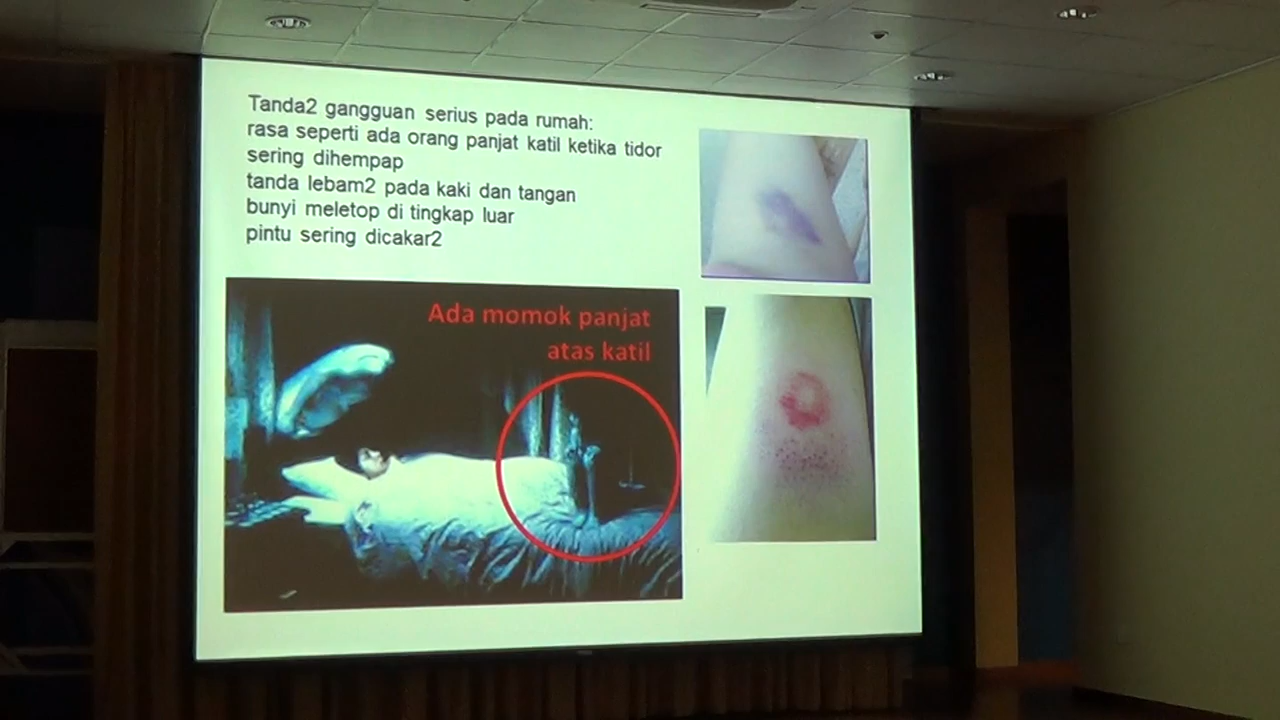 Tanda2 gangguan serius pada rumah:
rasa seperti ada orang panjat katil ketika tidor
sering dihempap
tanda lebam2 pada kaki dan tangan
bunyi meletop di tingkap luar
pintu sering dicakar2
Ada momok panjat
atas katil